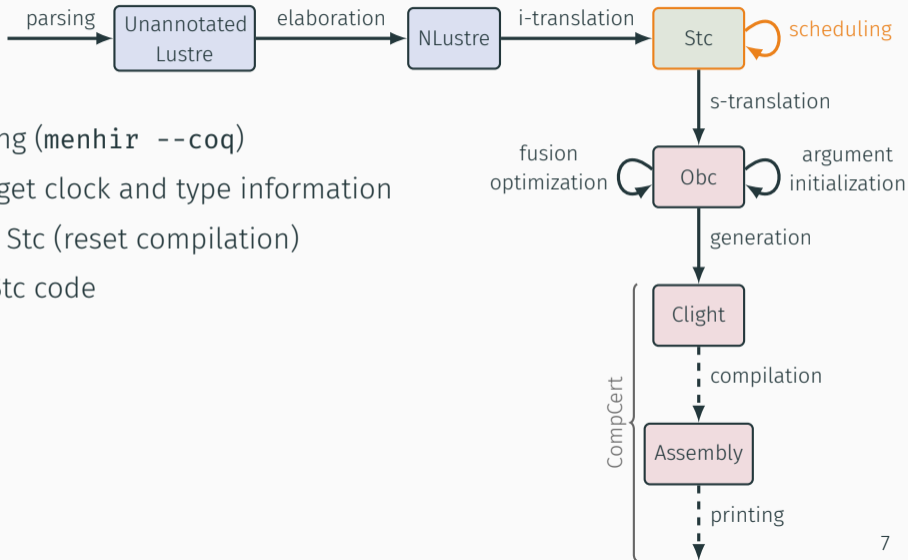 parsing
Unannotated
Lustre
elaboration
NLustre
i-translation
Stc
scheduling
s-translation
ng (menhir --coq)
get clock and type information
Stc (reset compilation)
tc code
fusion
optimization
Obc
argument
initialization
generation
Clight
compilation
CompCert
Assembly
printing
7